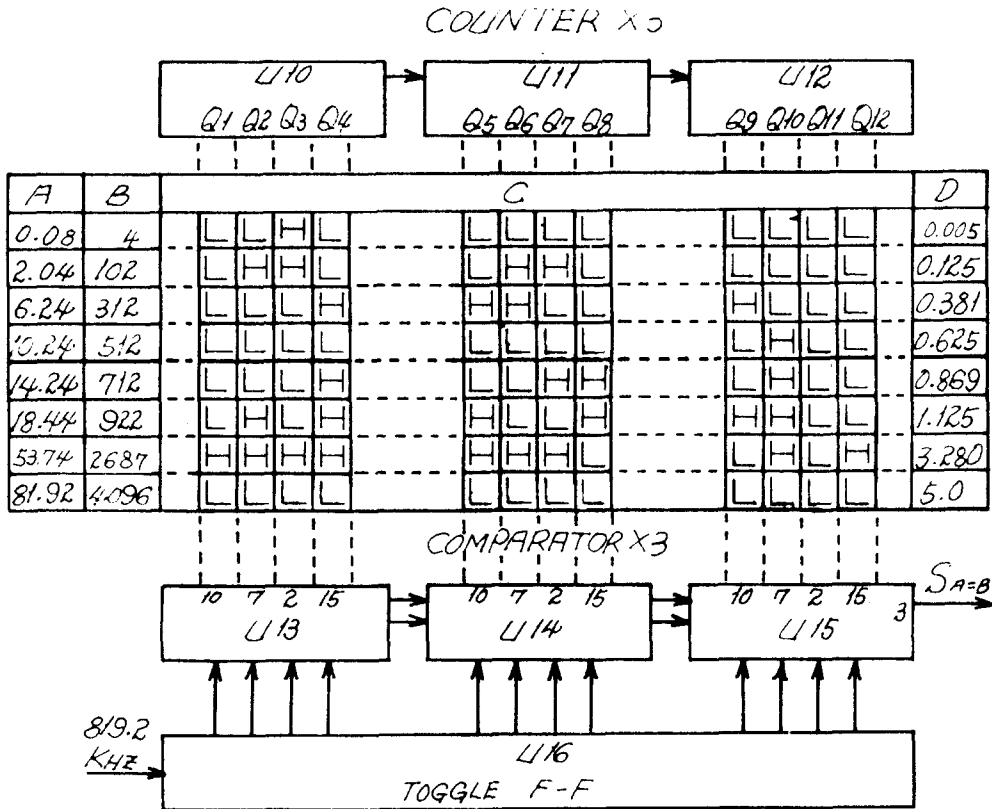 COUNTER X3
U10 U11 U12
Q1 Q2 Q3 Q4 Q5 Q6 Q7 Q8 Q9 Q10 Q11 Q12
A B C D
0.08 4 L L H L L L L L L L L L 0.005
2.04 102 L H H L L H H L L L L L 0.125
6.24 312 L L L H H H L L H L L L 0.381
10.24 512 L L L L L L L L L H L L 0.625
14.24 712 L L L H L L H H L H L L 0.869
18.44 922 L H L H H L L H H H L L 1.125
53.74 2687 H H H H H H H L L H L H 3.280
81.92 4096 L L L L L L L L L L L L 5.0
COMPARATOR X3
10 7 2 15 10 7 2 15 10 7 2 15 3 SA=B
U13 U14 U15
819.2
KHZ
U16
TOGGLE F-F